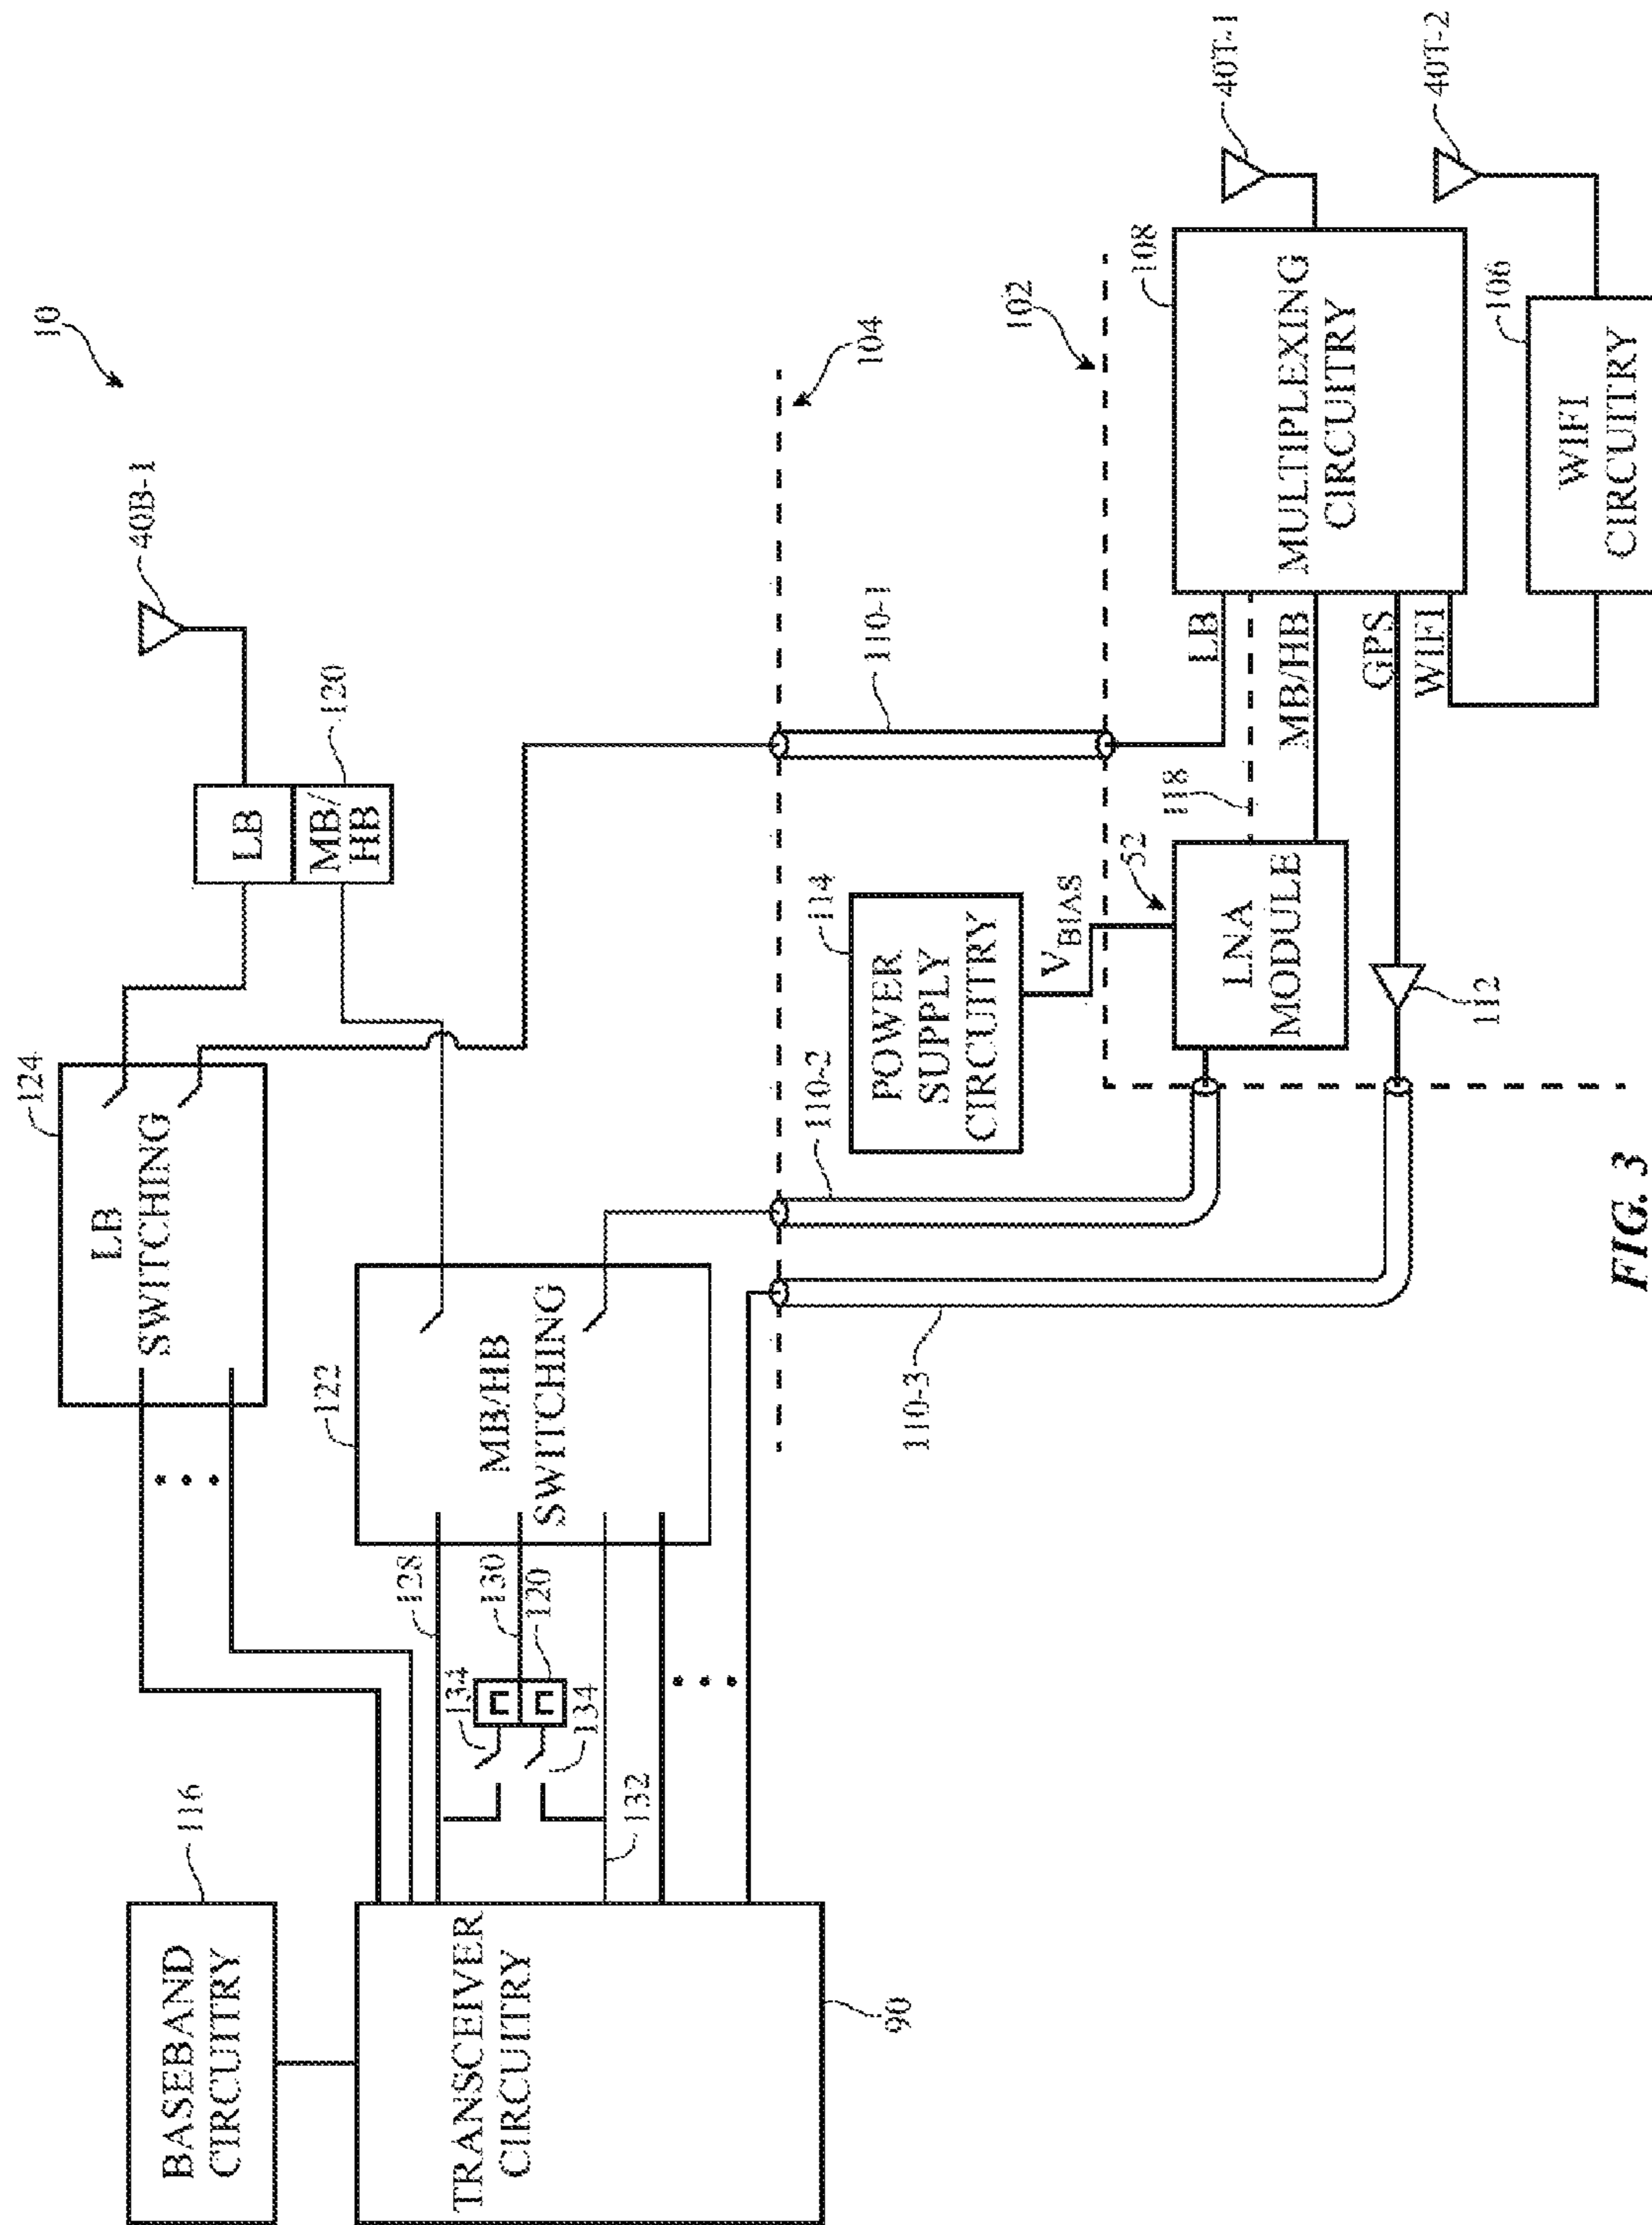 10
BASEBAND
CIRCUITRY
116
TRANSCEIVER
CIRCUITRY
90
LB
SWITCHING
124
MB/HB
SWITCHING
122
128
130
120
134
134
132
LB
MB/
HB
120
40B-1
104
102
110-1
110-2
110-3
POWER
SUPPLY
CIRCUITRY
114
VBIAS
52
LNA
MODULE
118
112
LB
MB/HB
GPS
WIFI
MULTIPLEXING
CIRCUITRY
108
40T-1
40T-2
WIFI
CIRCUITRY
106
FIG. 3